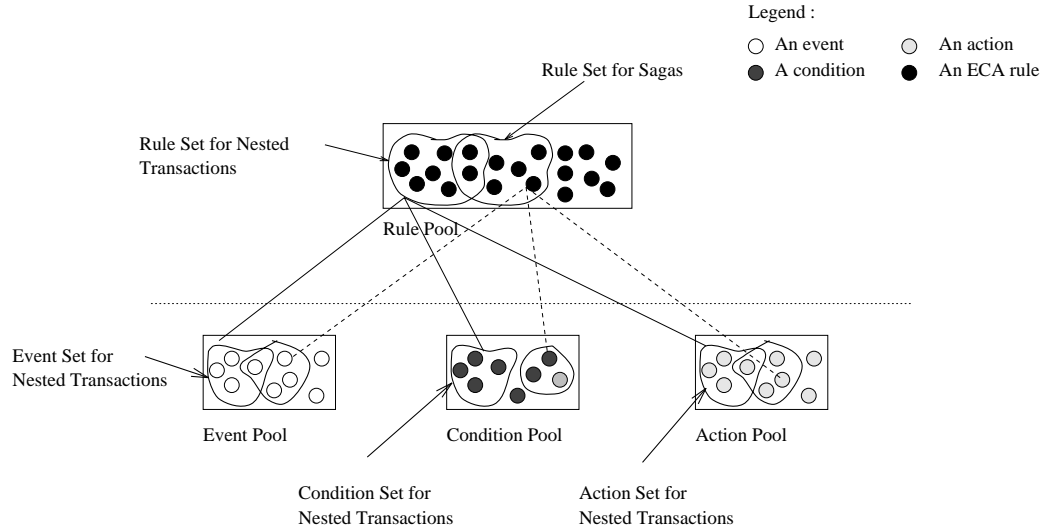 Legend :
An event
An action
A condition
An ECA rule
Rule Set for Sagas
Rule Set for Nested
Transactions
Rule Pool
Event Set for
Nested Transactions
Event Pool
Condition Pool
Action Pool
Condition Set for
Nested Transactions
Action Set for
Nested Transactions